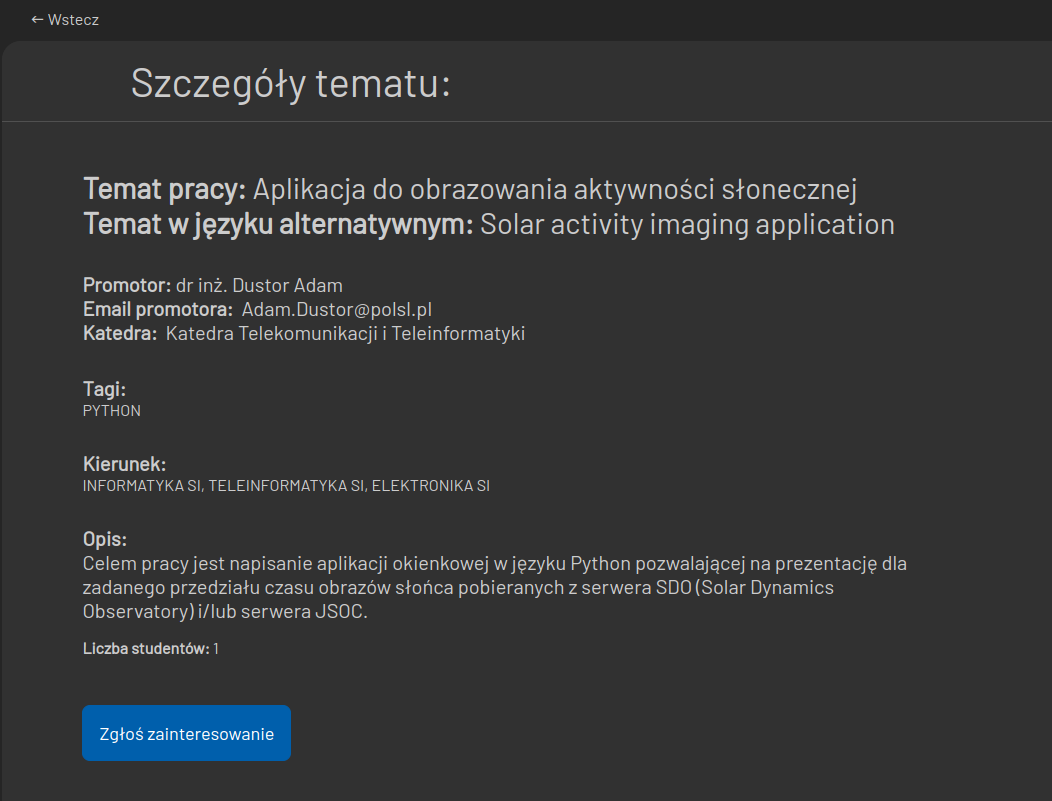 ← Wstecz
Szczegóły tematu:
Temat pracy: Aplikacja do obrazowania aktywności słonecznej
Temat w języku alternatywnym: Solar activity imaging application
Promotor: dr inż. Dustor Adam
Email promotora: Adam.Dustor@polsl.pl
Katedra: Katedra Telekomunikacji i Teleinformatyki
Tagi:
PYTHON
Kierunek:
INFORMATYKA SI, TELEINFORMATYKA SI, ELEKTRONIKA SI
Opis:
Celem pracy jest napisanie aplikacji okienkowej w języku Python pozwalającej na prezentację dla
zadanego przedziału czasu obrazów słońca pobieranych z serwera SDO (Solar Dynamics
Observatory) i/lub serwera JSOC.
Liczba studentów: 1
Zgłoś zainteresowanie